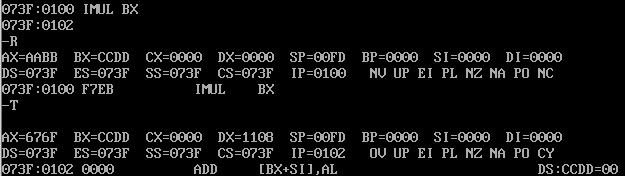 073F:0100 IMUL BX
073F:0102
-R
AX=AABB  BX=CCDD  CX=0000  DX=0000  SP=00FD  BP=0000  SI=0000  DI=0000
DS=073F  ES=073F  SS=073F  CS=073F  IP=0100   NV UP EI PL NZ NA PO NC
073F:0100 F7EB          IMUL    BX
-T
AX=676F  BX=CCDD  CX=0000  DX=1108  SP=00FD  BP=0000  SI=0000  DI=0000
DS=073F  ES=073F  SS=073F  CS=073F  IP=0102   OV UP EI PL NZ NA PO CY
073F:0102 0000          ADD     [BX+SI],AL                         DS:CCDD=00